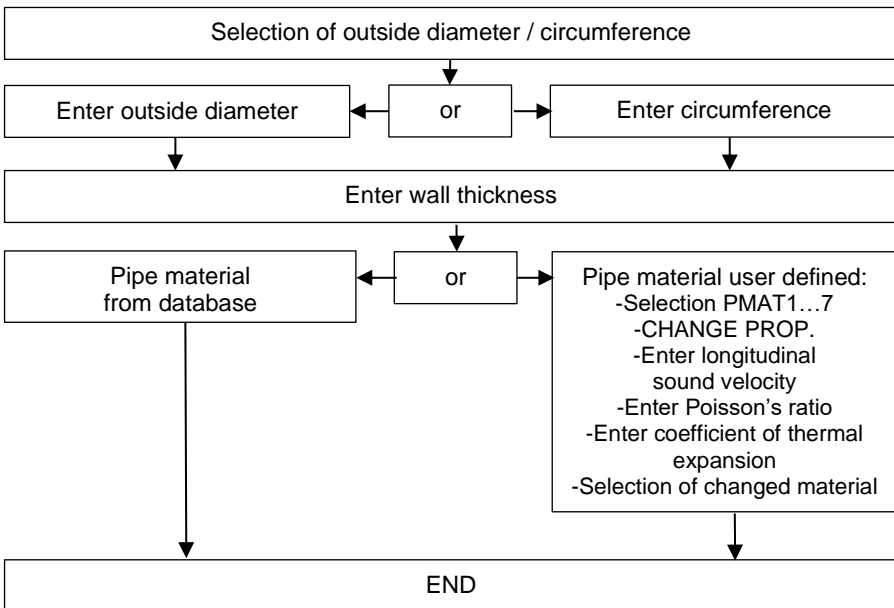 Selection of outside diameter / circumference
Enter outside diameter
or
Enter circumference
Enter wall thickness
Pipe material
from database
or
Pipe material user defined:
-Selection PMAT1…7
-CHANGE PROP.
-Enter longitudinal
sound velocity
-Enter Poisson’s ratio
-Enter coefficient of thermal
expansion
-Selection of changed material
END